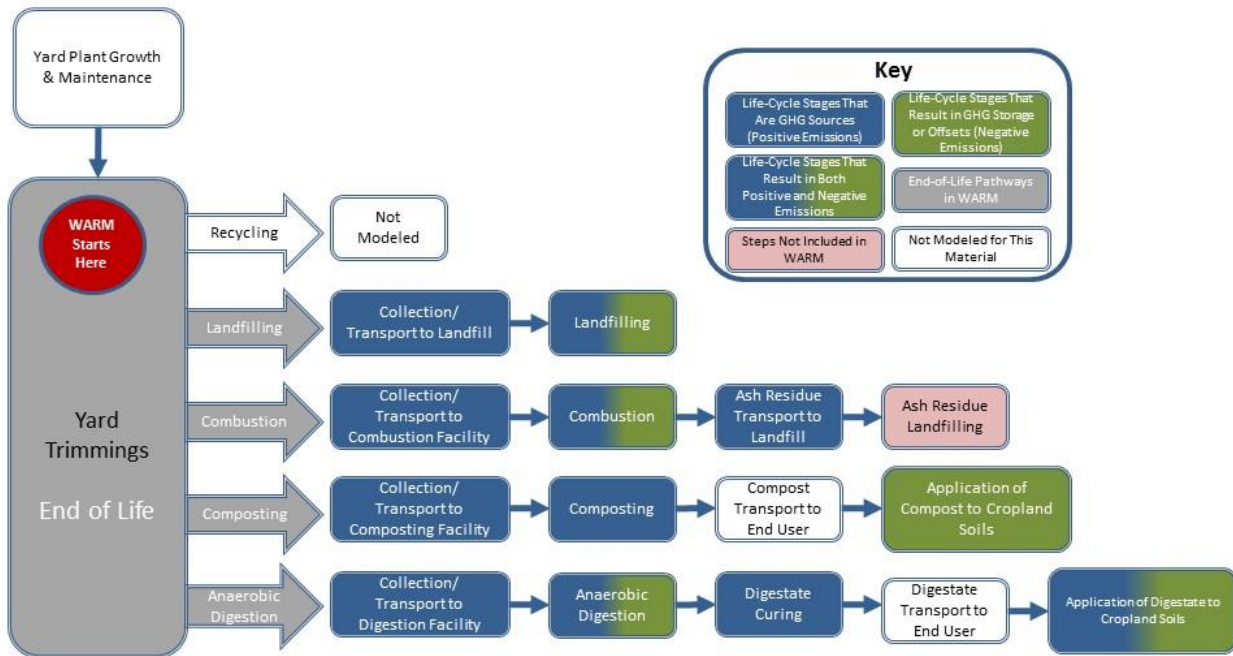 Yard Plant Growth
& Maintenance
Key
Life-Cycle Stages That
Are GHG Sources
(Positive Emissions)
Life-Cycle Stages That
Result in GHG Storage
or Offsets (Negative
Emissions)
Life-Cycle Stages That
Result in Both
Positive and Negative
Emissions
End-of-Life Pathways
in WARM
Steps Not Included in
WARM
Not Modeled for This
Material
WARM
Starts
Here
Yard
Trimmings
End of Life
Recycling
Not
Modeled
Landfilling
Collection/
Transport to Landfill
Landfilling
Combustion
Collection/
Transport to
Combustion Facility
Combustion
Ash Residue
Transport to
Landfill
Ash Residue
Landfilling
Composting
Collection/
Transport to
Composting Facility
Composting
Compost
Transport to
End User
Application of
Compost to Cropland
Soils
Anaerobic
Digestion
Collection/
Transport to
Digestion Facility
Anaerobic
Digestion
Digestate
Curing
Digestate
Transport to
End User
Application of Digestate to
Cropland Soils